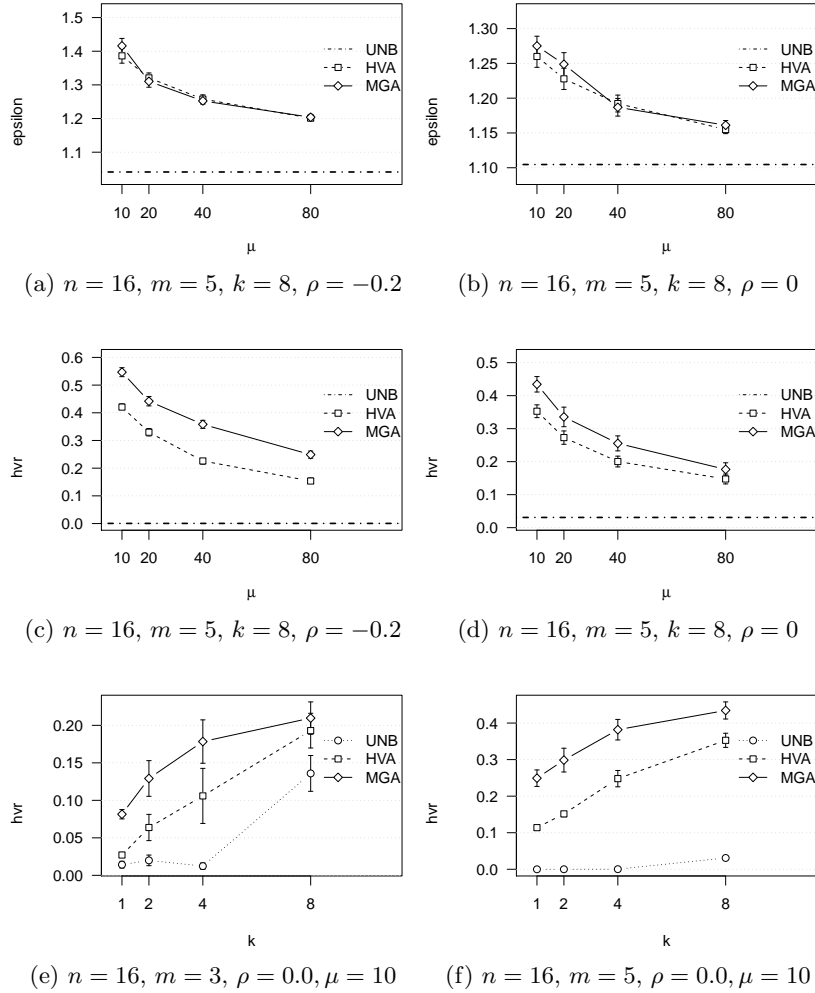 1.5
1.4
1.3
1.2
1.1
epsilon
10 20 40 80
μ
UNB
HVA
MGA
(a) n = 16, m = 5, k = 8, ρ = −0.2
1.30
1.25
1.20
1.15
1.10
epsilon
10 20 40 80
μ
UNB
HVA
MGA
(b) n = 16, m = 5, k = 8, ρ = 0
0.6
0.5
0.4
0.3
0.2
0.1
0.0
hvr
10 20 40 80
μ
UNB
HVA
MGA
(c) n = 16, m = 5, k = 8, ρ = −0.2
0.5
0.4
0.3
0.2
0.1
0.0
hvr
10 20 40 80
μ
UNB
HVA
MGA
(d) n = 16, m = 5, k = 8, ρ = 0
0.20
0.15
0.10
0.05
0.00
hvr
1 2 4 8
k
UNB
HVA
MGA
(e) n = 16, m = 3, ρ = 0.0, μ = 10
0.4
0.3
0.2
0.1
0.0
hvr
1 2 4 8
k
UNB
HVA
MGA
(f) n = 16, m = 5, ρ = 0.0, μ = 10